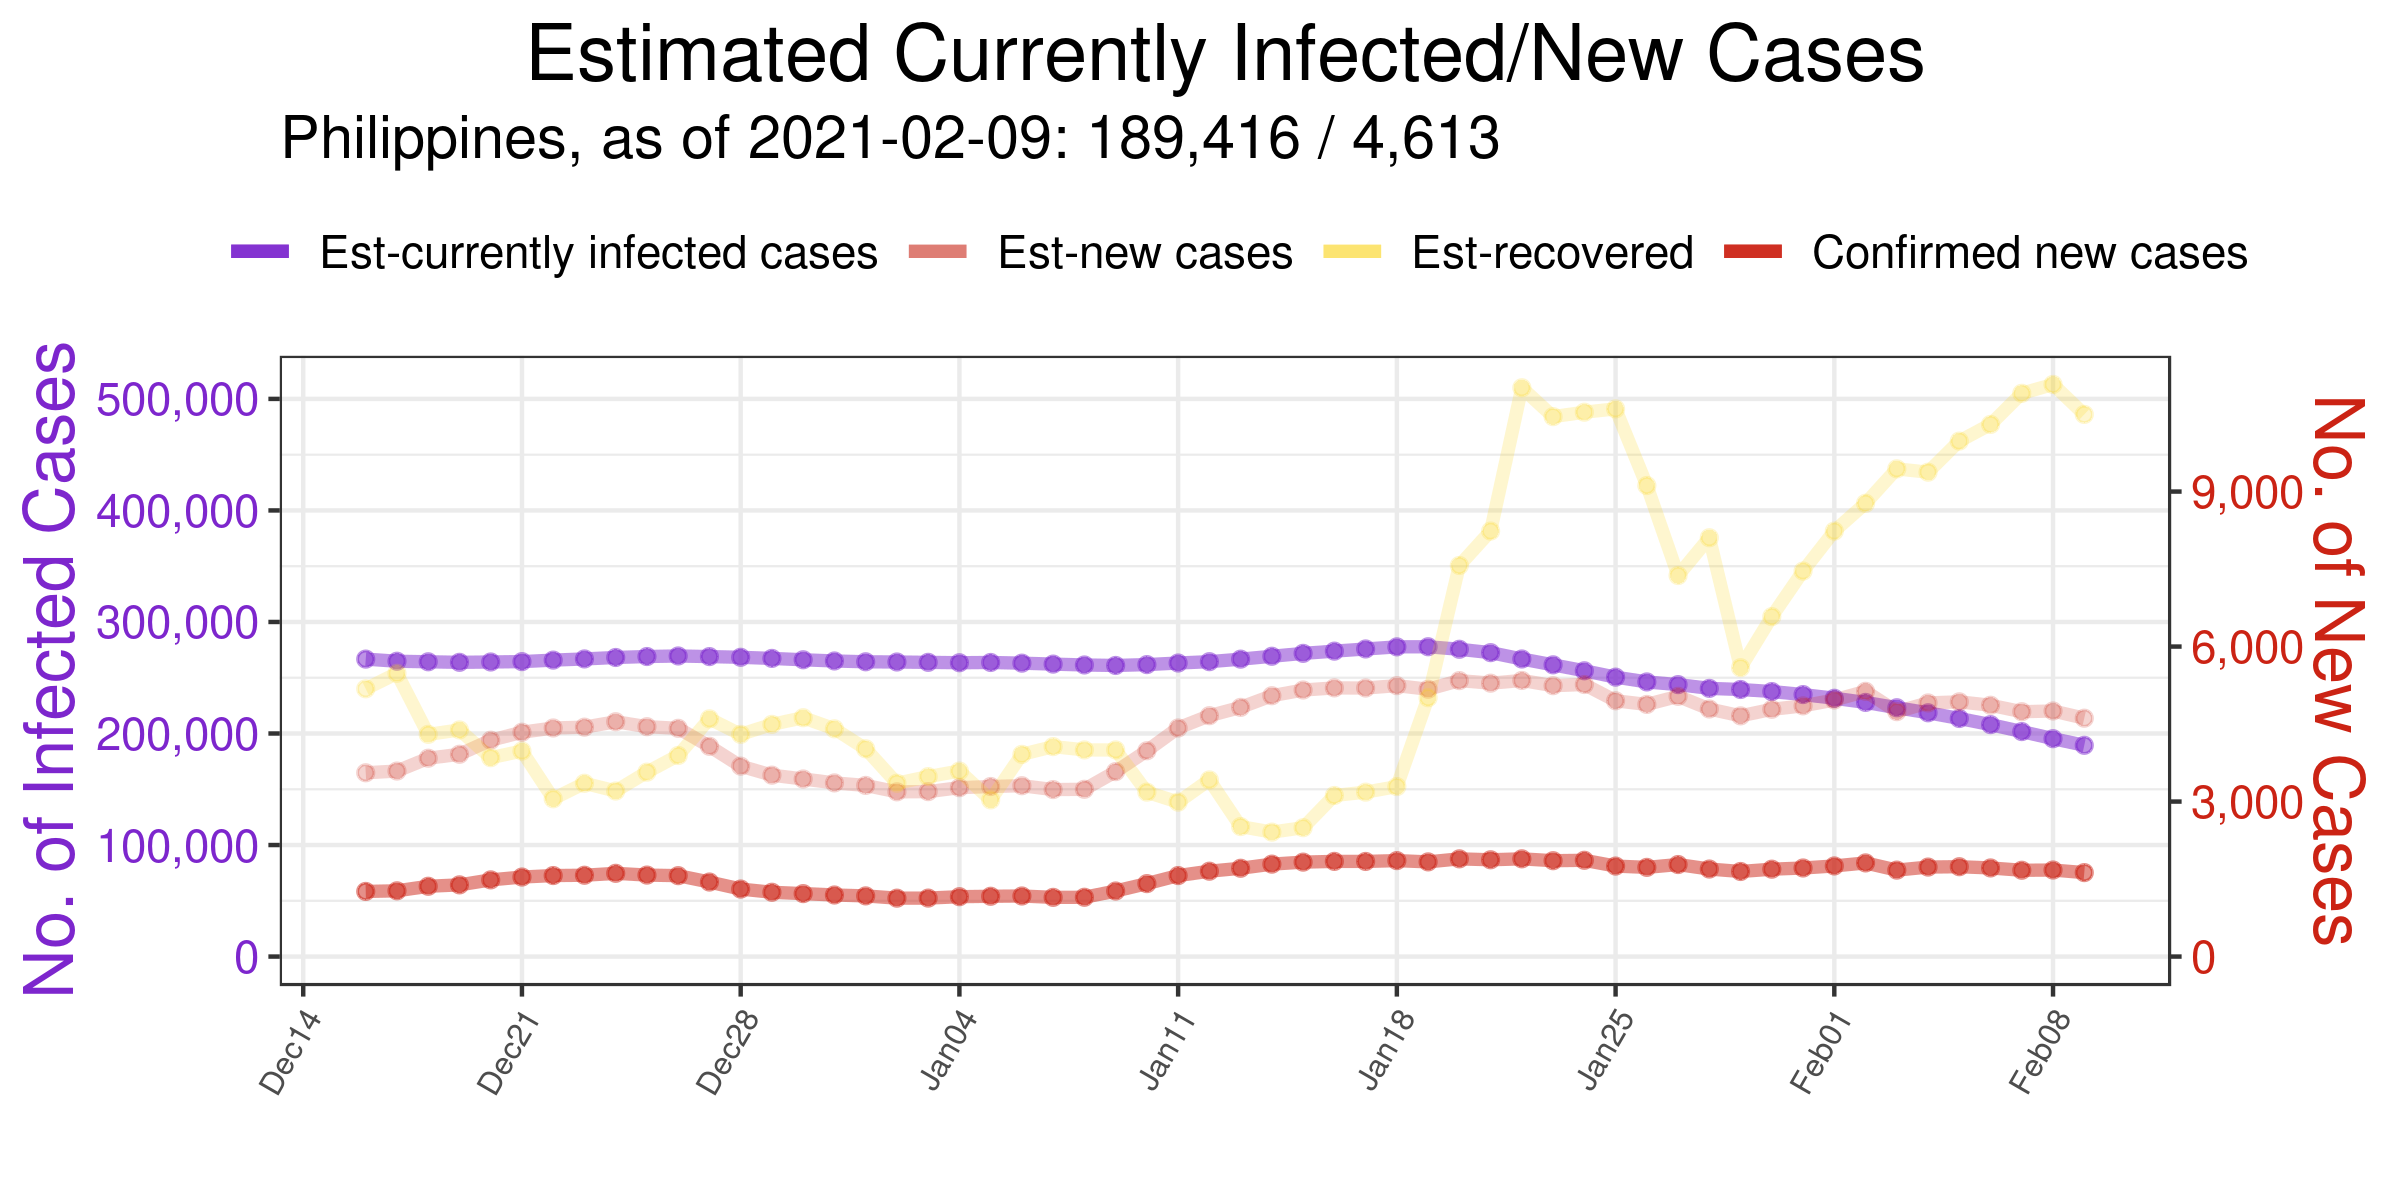 Estimated Currently Infected/New Cases
Philippines, as of 2021-02-09: 189,416 / 4,613
Est-currently infected cases Est-new cases Est-recovered Confirmed new cases
No. of Infected Cases
500,000
400,000
300,000
200,000
100,000
0
9,000
6,000
3,000
0
No. of New Cases
Dec14 Dec21 Dec28 Jan04 Jan11 Jan18 Jan25 Feb01 Feb08